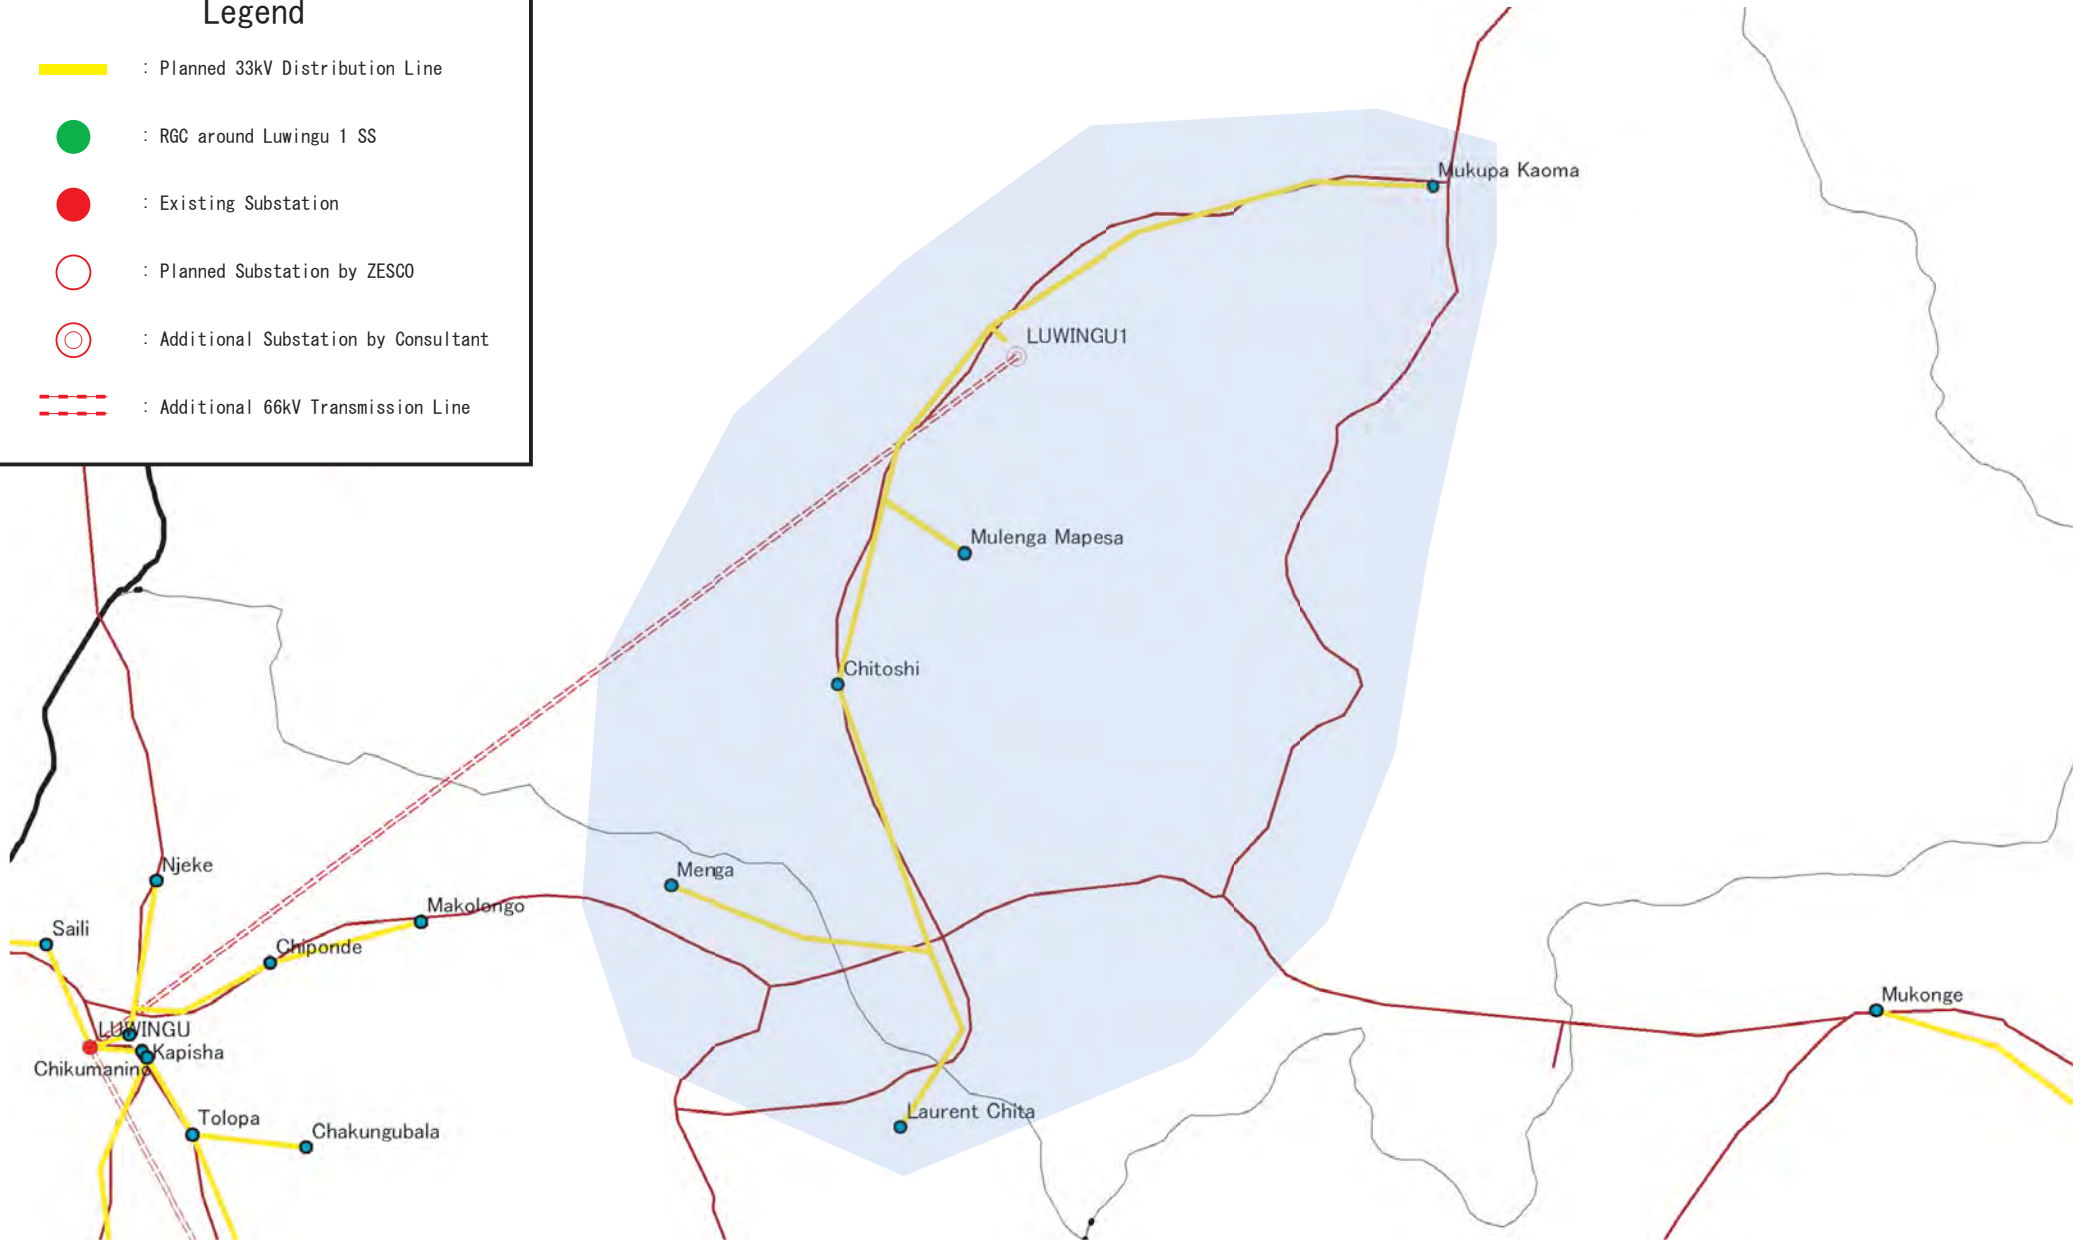 Legend
: Planned 33kV Distribution Line
: RGC around Luwingu 1 SS
: Existing Substation
: Planned Substation by ZESCO
: Additional Substation by Consultant
: Additional 66kV Transmission Line
Mukupa Kaoma
LUWINGU1
Mulenga Mapesa
Chitoshi
Njeke
Menga
Makolongo
Saili
Chiponde
Mukonge
LUWINGU
Kapisha
Chikumanino
Laurent Chita
Tolopa
Chakungubala